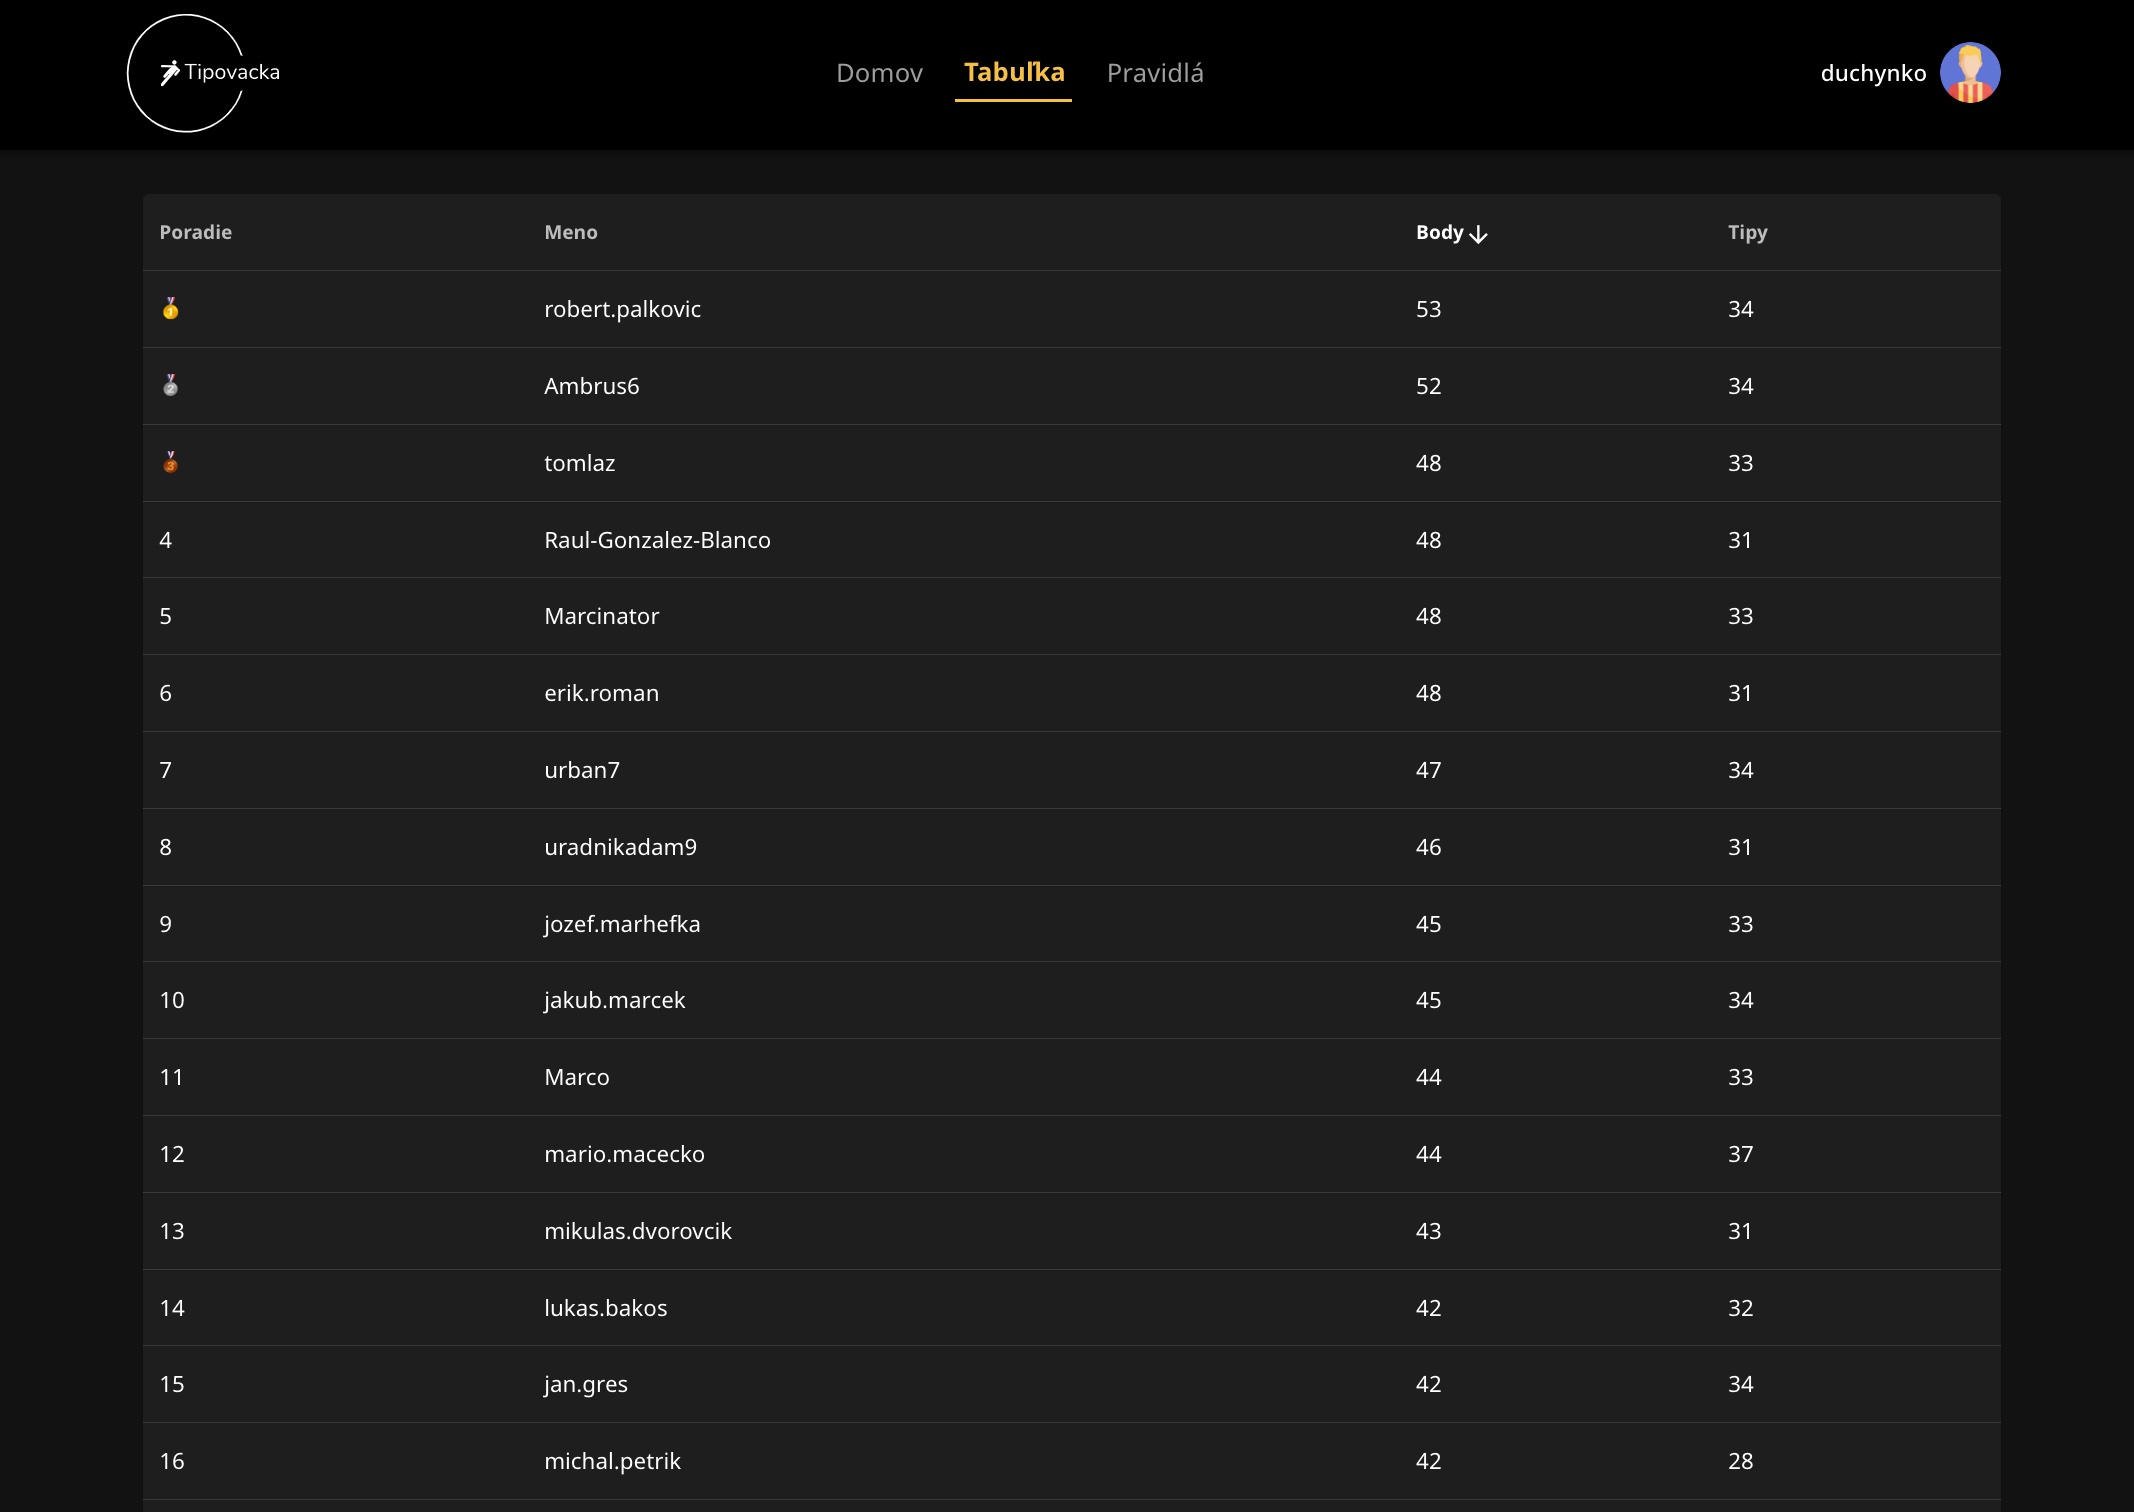 Tipovacka
Domov Tabuľka Pravidlá
duchynko
Poradie Meno Body Tipy
1 robert.palkovic 53 34
2 Ambrus6 52 34
3 tomlaz 48 33
4 Raul-Gonzalez-Blanco 48 31
5 Marcinator 48 33
6 erik.roman 48 31
7 urban7 47 34
8 uradnikadam9 46 31
9 jozef.marhefka 45 33
10 jakub.marcek 45 34
11 Marco 44 33
12 mario.macecko 44 37
13 mikulas.dvorovcik 43 31
14 lukas.bakos 42 32
15 jan.gres 42 34
16 michal.petrik 42 28